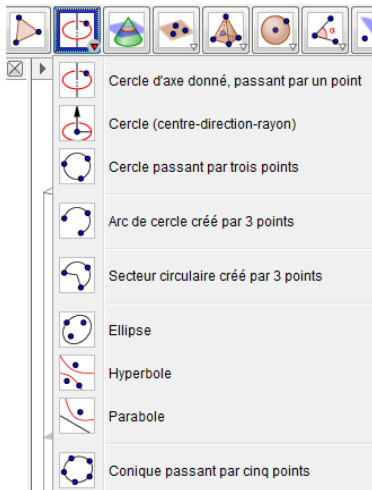 α
Cercle d'axe donné, passant par un point
Cercle (centre-direction-rayon)
Cercle passant par trois points
Arc de cercle créé par 3 points
Secteur circulaire créé par 3 points
Ellipse
Hyperbole
Parabole
Conique passant par cinq points